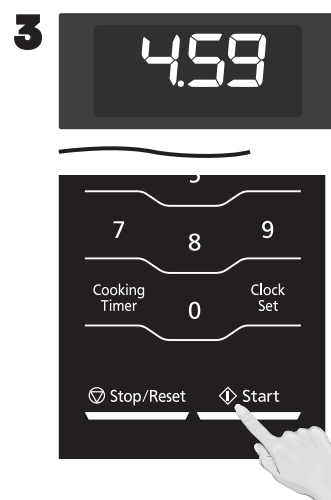 3
4.59
5
7 8 9
Cooking
Timer
0
Clock
Set
Stop/Reset Start